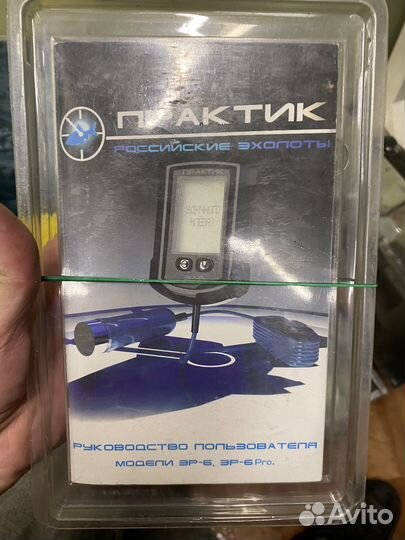 ПРАКТИК
РОССИЙСКИЕ ЭХОЛОТЫ
ПРАКТИК
УДАЧНОГО
КЛЕВА!
РУКОВОДСТВО ПОЛЬЗОВАТЕЛЯ
МОДЕЛИ ЭР-6, ЭР-6 Pro.
Avito